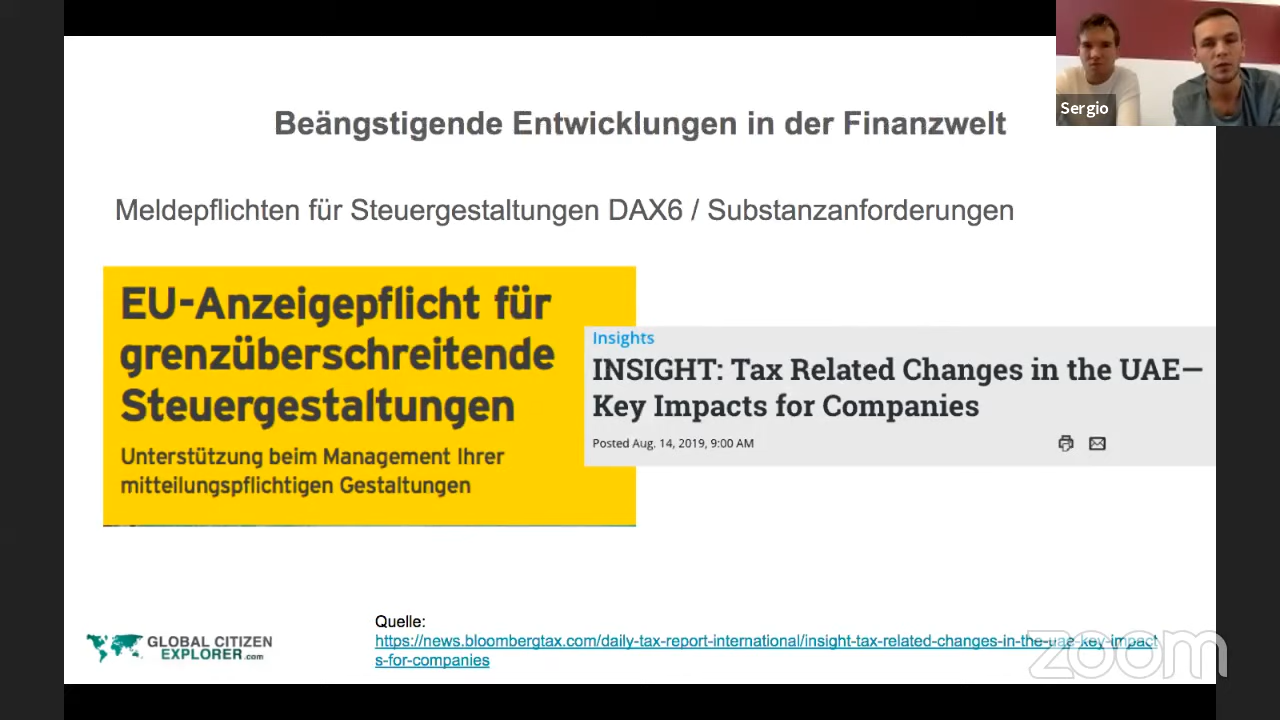 Sergio
Beängstigende Entwicklungen in der Finanzwelt
Meldepflichten für Steuergestaltungen DAX6 / Substanzanforderungen
EU-Anzeigepflicht für
grenzüberschreitende
Steuergestaltungen
Unterstützung beim Management Ihrer
mitteilungspflichtigen Gestaltungen
Insights
INSIGHT: Tax Related Changes in the UAE—
Key Impacts for Companies
Posted Aug. 14, 2019, 9:00 AM
Quelle:
https://news.bloombergtax.com/daily-tax-report-international/insight-tax-related-changes-in-the-uae-key-impact
s-for-companies
GLOBAL CITIZEN
EXPLORER.com
zoom